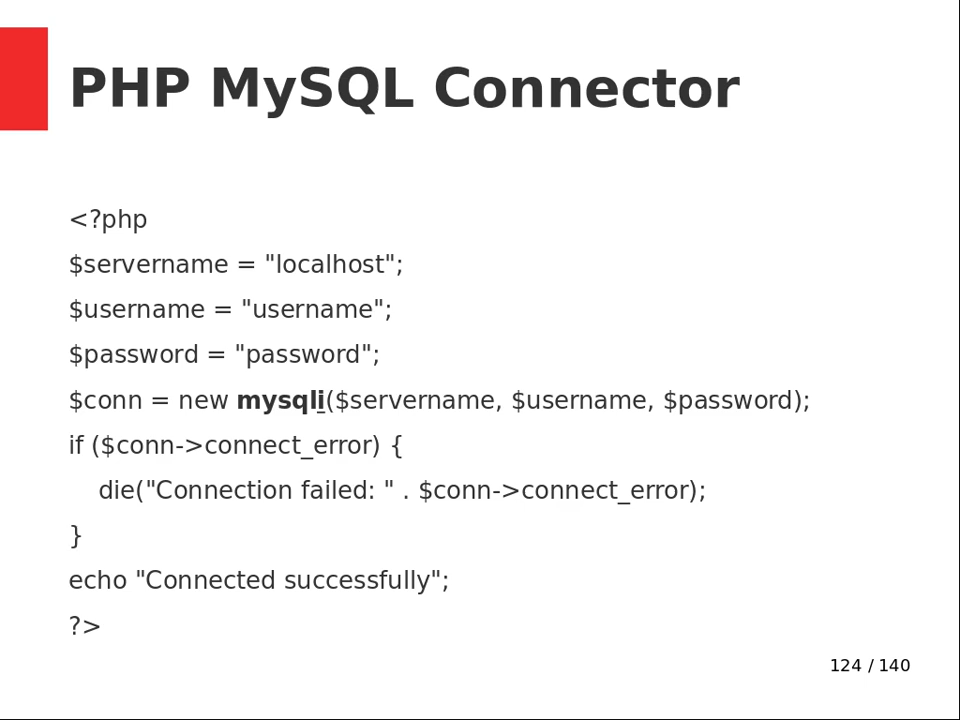 PHP MySQL Connector
<?php
$servername = "localhost";
$username = "username";
$password = "password";
$conn = new mysqli($servername, $username, $password);
if ($conn->connect_error) {
    die("Connection failed: " . $conn->connect_error);
}
echo "Connected successfully";
?>
124 / 140